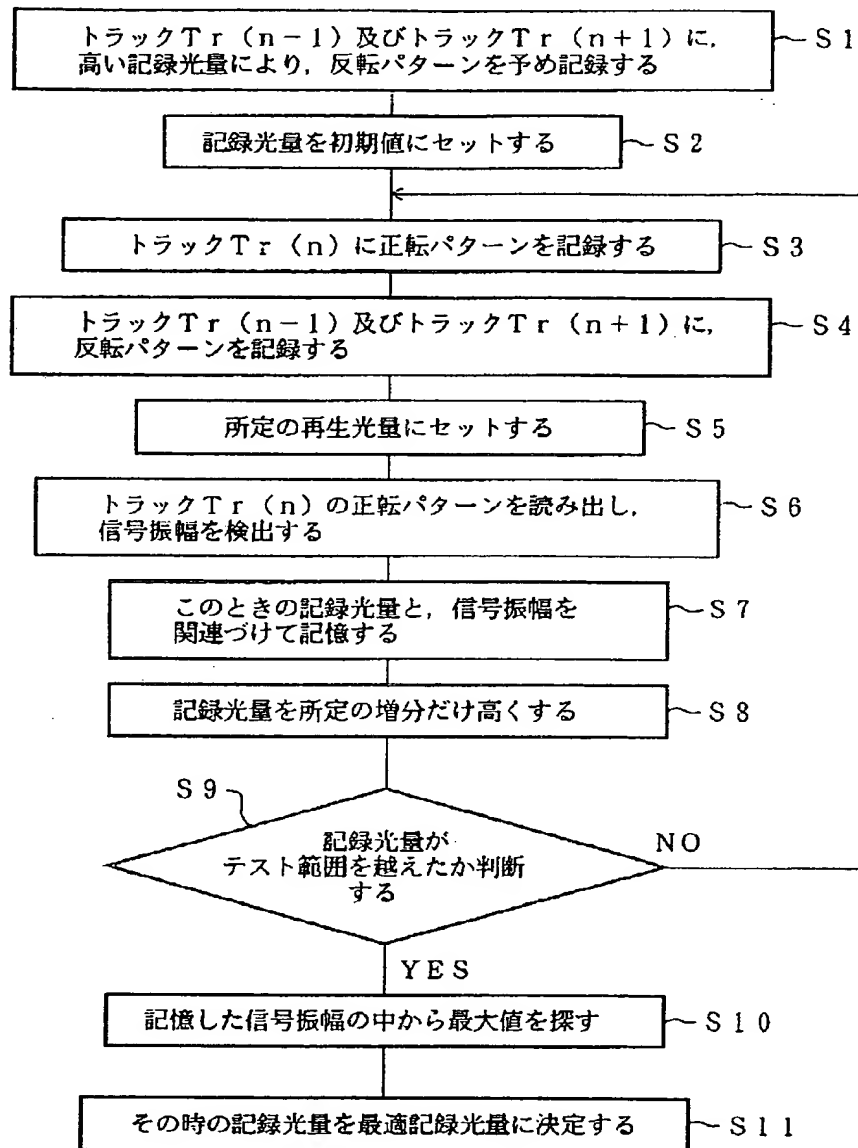 トラックＴｒ（ｎ－１）及びトラックＴｒ（ｎ＋１）に，
高い記録光量により，反転パターンを予め記録する
Ｓ１
記録光量を初期値にセットする
Ｓ２
トラックＴｒ（ｎ）に正転パターンを記録する
Ｓ３
トラックＴｒ（ｎ－１）及びトラックＴｒ（ｎ＋１）に，
反転パターンを記録する
Ｓ４
所定の再生光量にセットする
Ｓ５
トラックＴｒ（ｎ）の正転パターンを読み出し，
信号振幅を検出する
Ｓ６
このときの記録光量と，信号振幅を
関連づけて記憶する
Ｓ７
記録光量を所定の増分だけ高くする
Ｓ８
Ｓ９
記録光量が
テスト範囲を越えたか判断
する
ＮＯ
ＹＥＳ
記憶した信号振幅の中から最大値を探す
Ｓ１０
その時の記録光量を最適記録光量に決定する
Ｓ１１